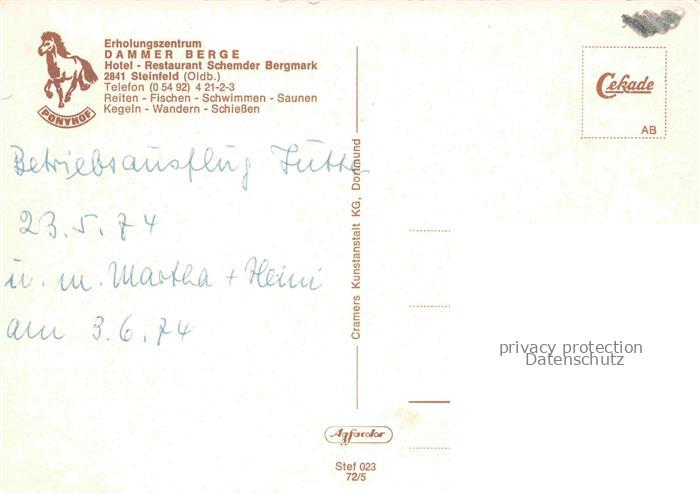 Erholungszentrum
DAMMER BERGE
Hotel - Restaurant Schemder Bergmark
2841 Steinfeld (Oldb.)
Telefon (0 54 92) 4 21-2-3
Reiten - Fischen - Schwimmen - Saunen
Kegeln - Wandern - Schießen
PONYHOF
Cekade
AB
Betriebsausflug Jutta
23.5.74
u. m. Martha + Heini
am 3.6.74
Cramers Kunstanstalt KG, Dortmund
privacy protection
Datenschutz
Agfacolor
Stef 023
72/5